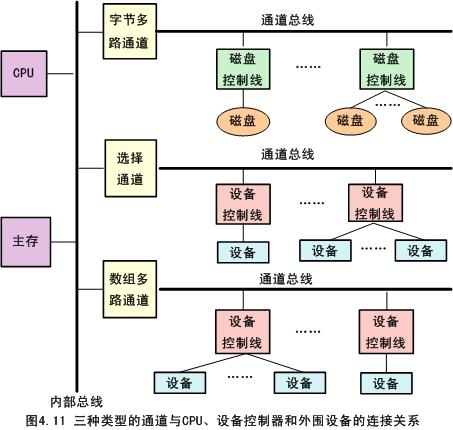 字节多
路通道
通道总线
CPU
磁盘
控制线
……
磁盘
控制线
磁盘
磁盘
……
磁盘
选择
通道
通道总线
设备
控制线
……
设备
控制线
主存
设备
设备
……
设备
数组多
路通道
通道总线
设备
控制线
……
设备
控制线
设备
……
设备
设备
内部总线
图4.11 三种类型的通道与CPU、设备控制器和外围设备的连接关系